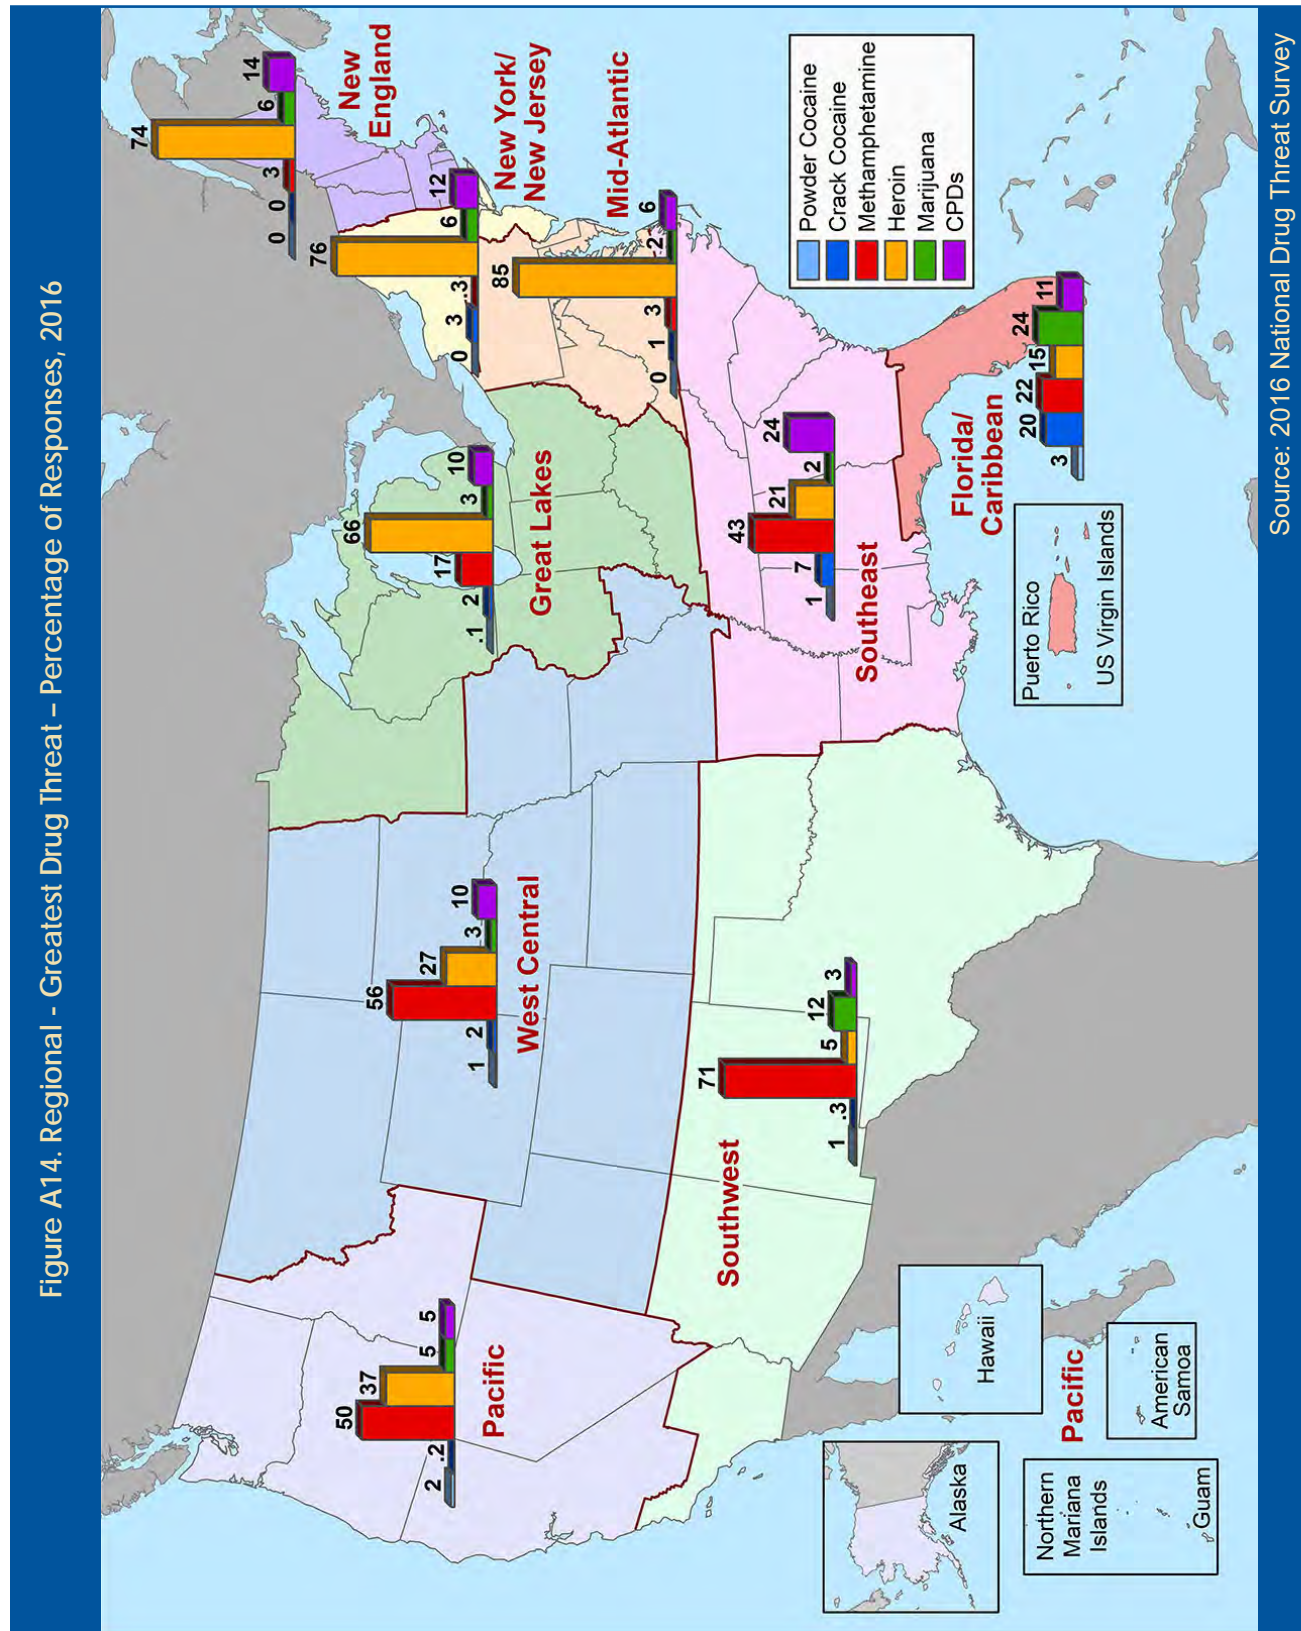 Figure A14. Regional - Greatest Drug Threat – Percentage of Responses, 2016
Pacific
2
.2
50
37
5
5
West Central
1
2
56
27
3
10
Great Lakes
.1
2
17
66
3
10
New
England
0
0
3
74
6
14
New York/
New Jersey
0
3
.3
76
6
12
Mid-Atlantic
0
1
3
85
2
6
Southwest
1
.3
71
5
12
3
Southeast
1
7
43
21
2
24
Florida/
Caribbean
3
20
22
15
24
11
Powder Cocaine
Crack Cocaine
Methamphetamine
Heroin
Marijuana
CPDs
Alaska
Hawaii
Pacific
Northern
Mariana
Islands
Guam
American
Samoa
Puerto Rico
US Virgin Islands
Source: 2016 National Drug Threat Survey